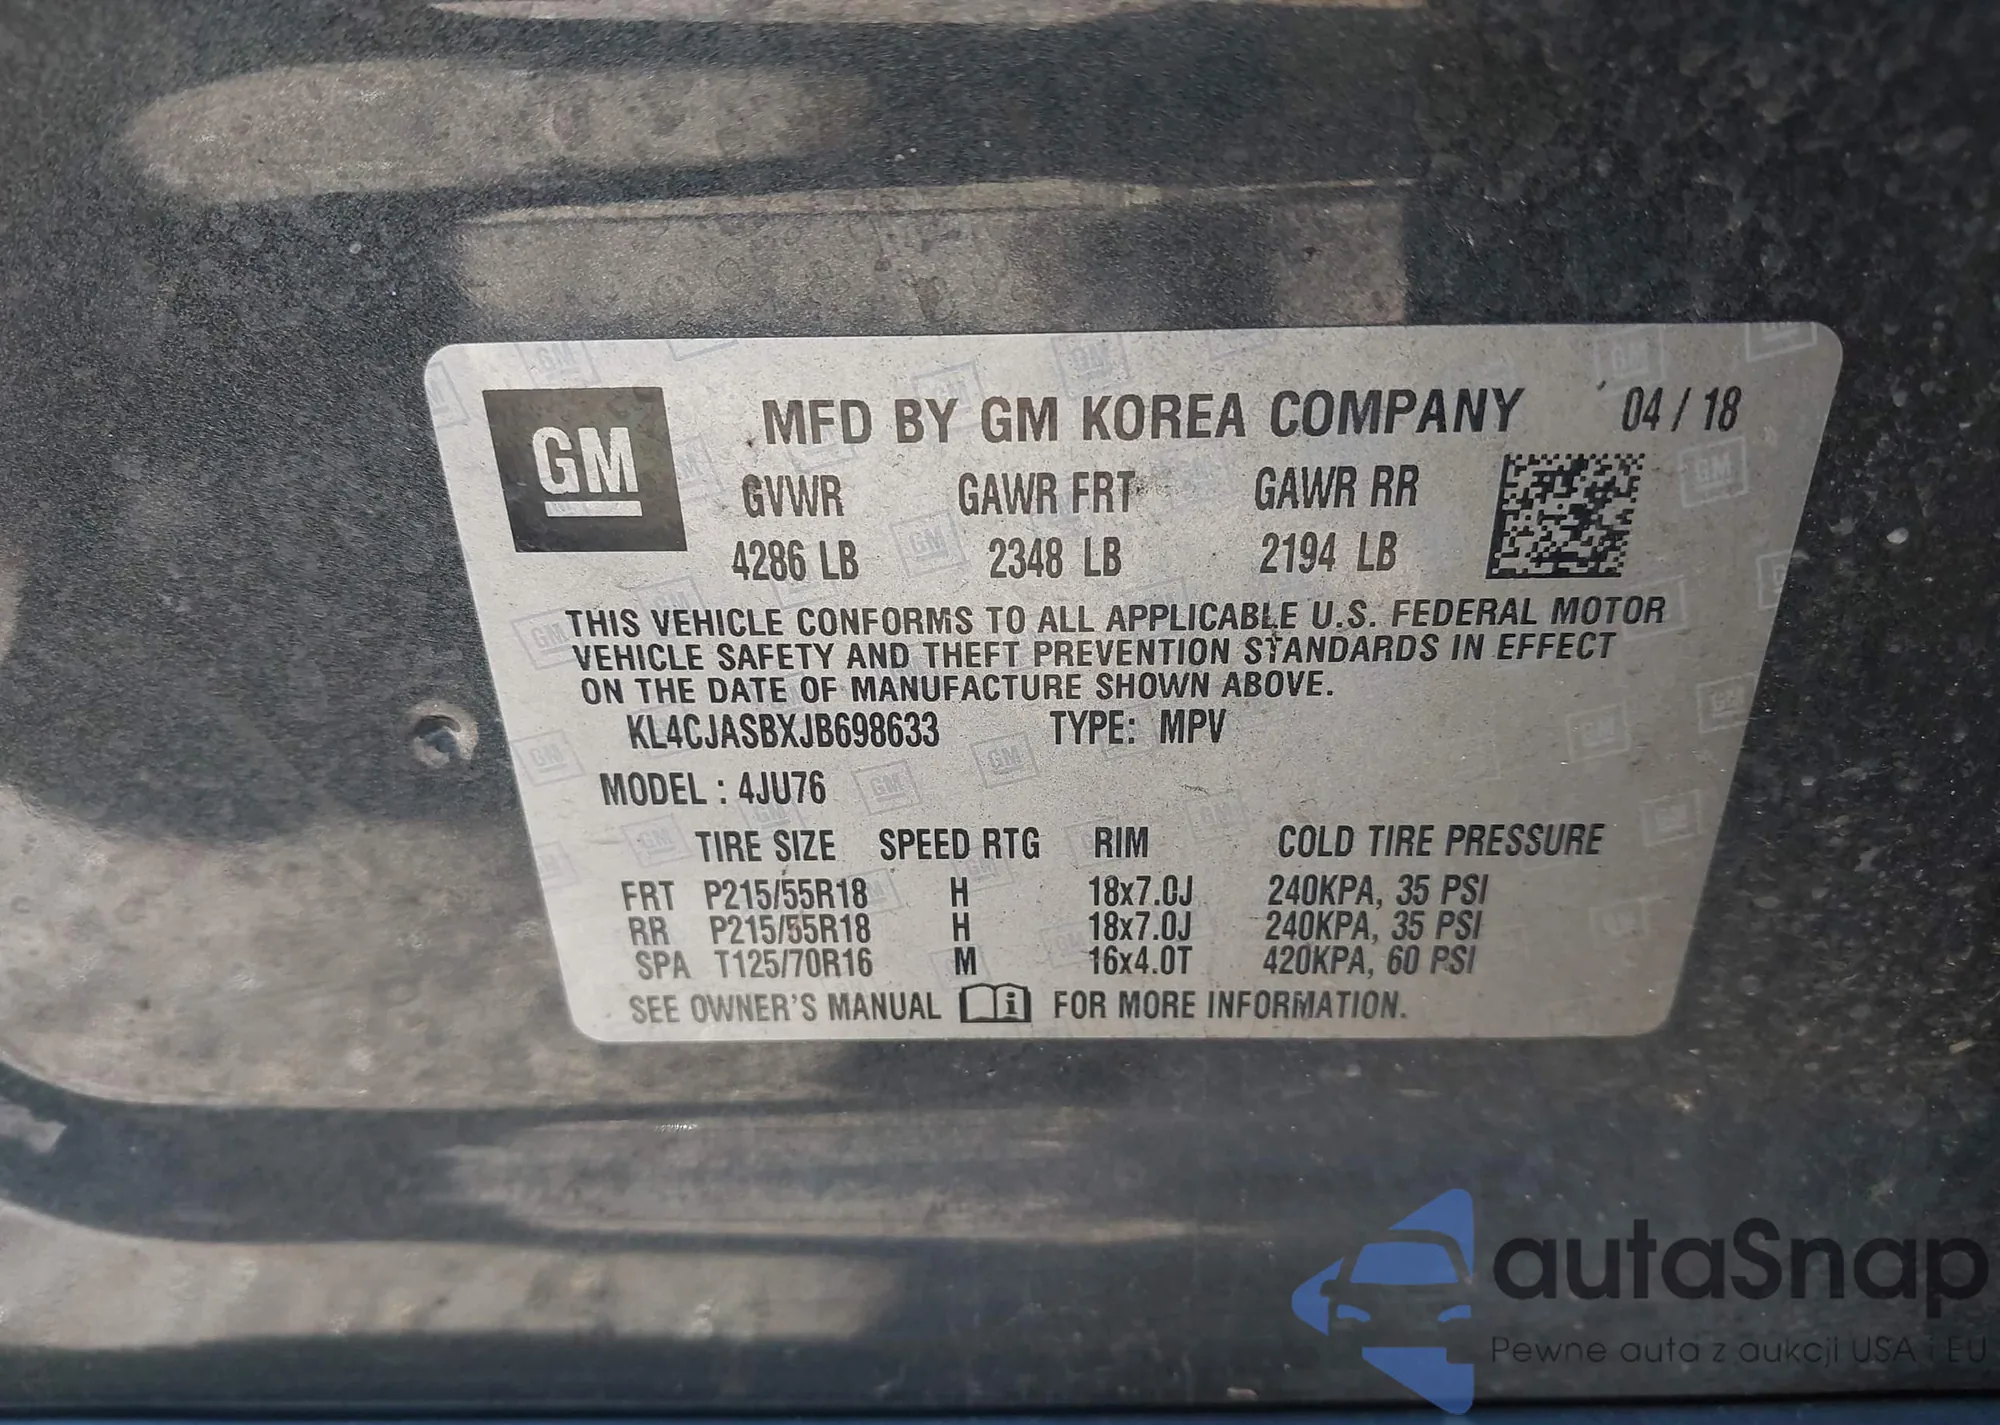 GM MFD BY GM KOREA COMPANY 04 / 18
GVWR GAWR FRT GAWR RR
4286 LB 2348 LB 2194 LB
THIS VEHICLE CONFORMS TO ALL APPLICABLE U.S. FEDERAL MOTOR
VEHICLE SAFETY AND THEFT PREVENTION STANDARDS IN EFFECT
ON THE DATE OF MANUFACTURE SHOWN ABOVE.
KL4CJASBXJB698633 TYPE: MPV
MODEL : 4JU76
TIRE SIZE SPEED RTG RIM COLD TIRE PRESSURE
FRT P215/55R18 H 18x7.0J 240KPA, 35 PSI
RR P215/55R18 H 18x7.0J 240KPA, 35 PSI
SPA T125/70R16 M 16x4.0T 420KPA, 60 PSI
SEE OWNER'S MANUAL i FOR MORE INFORMATION.
autaSnap
Pewne auta z aukcji USA i EU